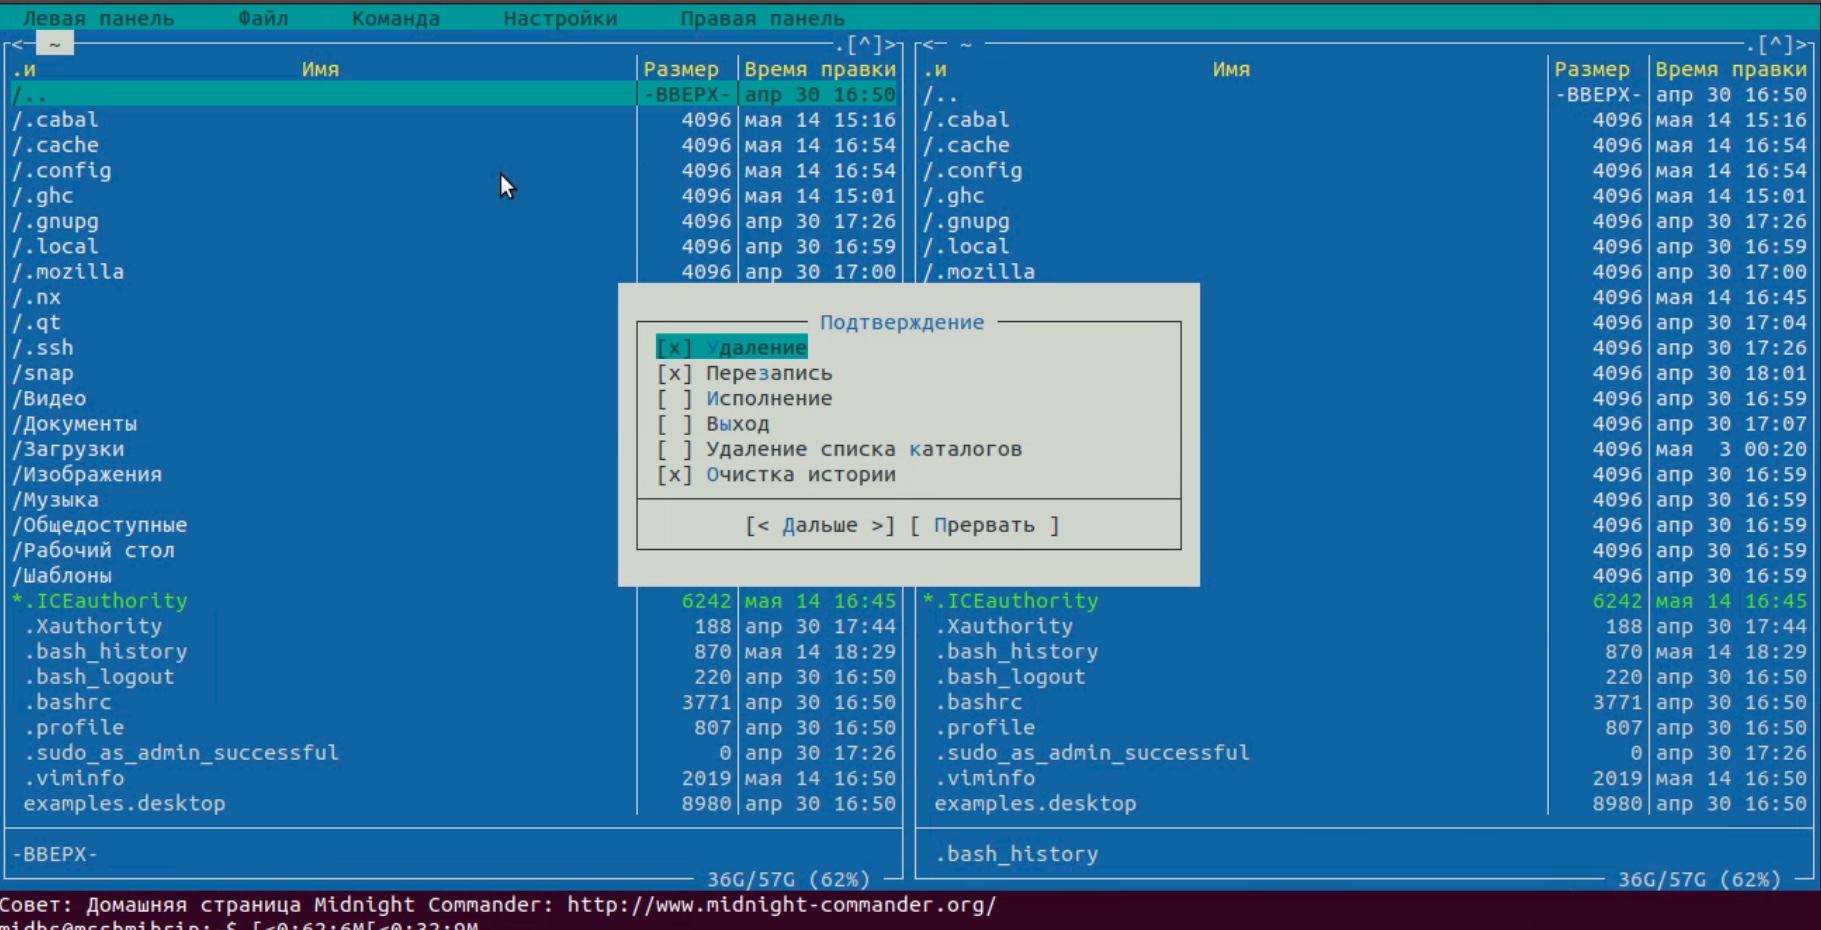 Левая панель Файл Команда Настройки Правая панель
<— ~ .[^]> <— ~ .[^]>
.и Имя Размер Время правки .и Имя Размер Время правки
/.. -ВВЕРХ- апр 30 16:50 /.. -ВВЕРХ- апр 30 16:50
/.cabal 4096 мая 14 15:16 /.cabal 4096 мая 14 15:16
/.cache 4096 мая 14 16:54 /.cache 4096 мая 14 16:54
/.config 4096 мая 14 16:54 /.config 4096 мая 14 16:54
/.ghc 4096 мая 14 15:01 /.ghc 4096 мая 14 15:01
/.gnupg 4096 апр 30 17:26 /.gnupg 4096 апр 30 17:26
/.local 4096 апр 30 16:59 /.local 4096 апр 30 16:59
/.mozilla 4096 апр 30 17:00 /.mozilla 4096 апр 30 17:00
/.nx 4096 мая 14 16:45
/.qt Подтверждение 4096 апр 30 17:04
/.ssh [x] Удаление 4096 апр 30 17:26
/snap [x] Перезапись 4096 апр 30 18:01
/Видео [ ] Исполнение 4096 апр 30 16:59
/Документы [ ] Выход 4096 апр 30 17:07
/Загрузки [ ] Удаление списка каталогов 4096 мая 3 00:20
/Изображения [x] Очистка истории 4096 апр 30 16:59
/Музыка 4096 апр 30 16:59
/Общедоступные [< Дальше >] [ Прервать ] 4096 апр 30 16:59
/Рабочий стол 4096 апр 30 16:59
/Шаблоны 4096 апр 30 16:59
*.ICEauthority 6242 мая 14 16:45 *.ICEauthority 6242 мая 14 16:45
.Xauthority 188 апр 30 17:44 .Xauthority 188 апр 30 17:44
.bash_history 870 мая 14 18:29 .bash_history 870 мая 14 18:29
.bash_logout 220 апр 30 16:50 .bash_logout 220 апр 30 16:50
.bashrc 3771 апр 30 16:50 .bashrc 3771 апр 30 16:50
.profile 807 апр 30 16:50 .profile 807 апр 30 16:50
.sudo_as_admin_successful 0 апр 30 17:26 .sudo_as_admin_successful 0 апр 30 17:26
.viminfo 2019 мая 14 16:50 .viminfo 2019 мая 14 16:50
examples.desktop 8980 апр 30 16:50 examples.desktop 8980 апр 30 16:50
-ВВЕРХ- .bash_history
36G/57G (62%) 36G/57G (62%)
Совет: Домашняя страница Midnight Commander: http://www.midnight-commander.org/